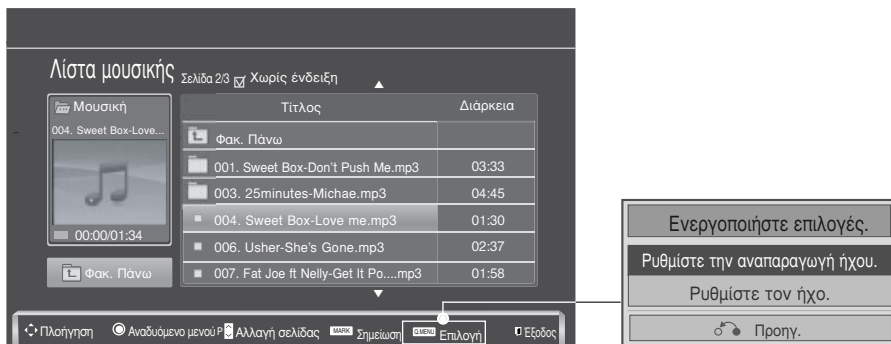 Λίστα μουσικής Σελίδα 2/3 Χωρίς ένδειξη
Μουσική
004. Sweet Box-Love...
00:00/01:34
Φακ. Πάνω
Τίτλος Διάρκεια
Φακ. Πάνω
001. Sweet Box-Don't Push Me.mp3 03:33
003. 25minutes-Michae.mp3 04:45
004. Sweet Box-Love me.mp3 01:30
006. Usher-She's Gone.mp3 02:37
007. Fat Joe ft Nelly-Get It Po....mp3 01:58
Πλοήγηση Αναδυόμενο μενού P Αλλαγή σελίδας MARK Σημείωση Q.MENU Επιλογή Έξοδος
Ενεργοποιήστε επιλογές.
Ρυθμίστε την αναπαραγωγή ήχου.
Ρυθμίστε τον ήχο.
Προηγ.